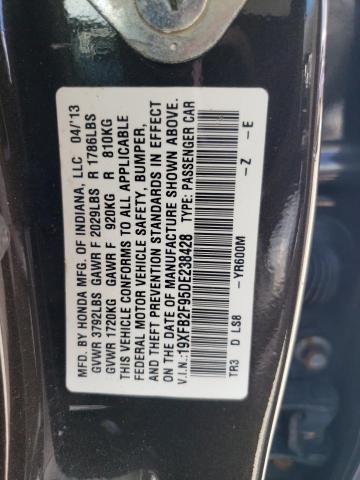 MFD. BY HONDA MFG. OF INDIANA, LLC 04/'13
GVWR 3792LBS GAWR F 2029LBS R 1786LBS
GVWR 1720KG GAWR F 920KG R 810KG
THIS VEHICLE CONFORMS TO ALL APPLICABLE
FEDERAL MOTOR VEHICLE SAFETY, BUMPER,
AND THEFT PREVENTION STANDARDS IN EFFECT
ON THE DATE OF MANUFACTURE SHOWN ABOVE.
V.I.N.:19XFB2F95DE238428 TYPE: PASSENGER CAR
-YR600M -Z -E
TR3 D LS8